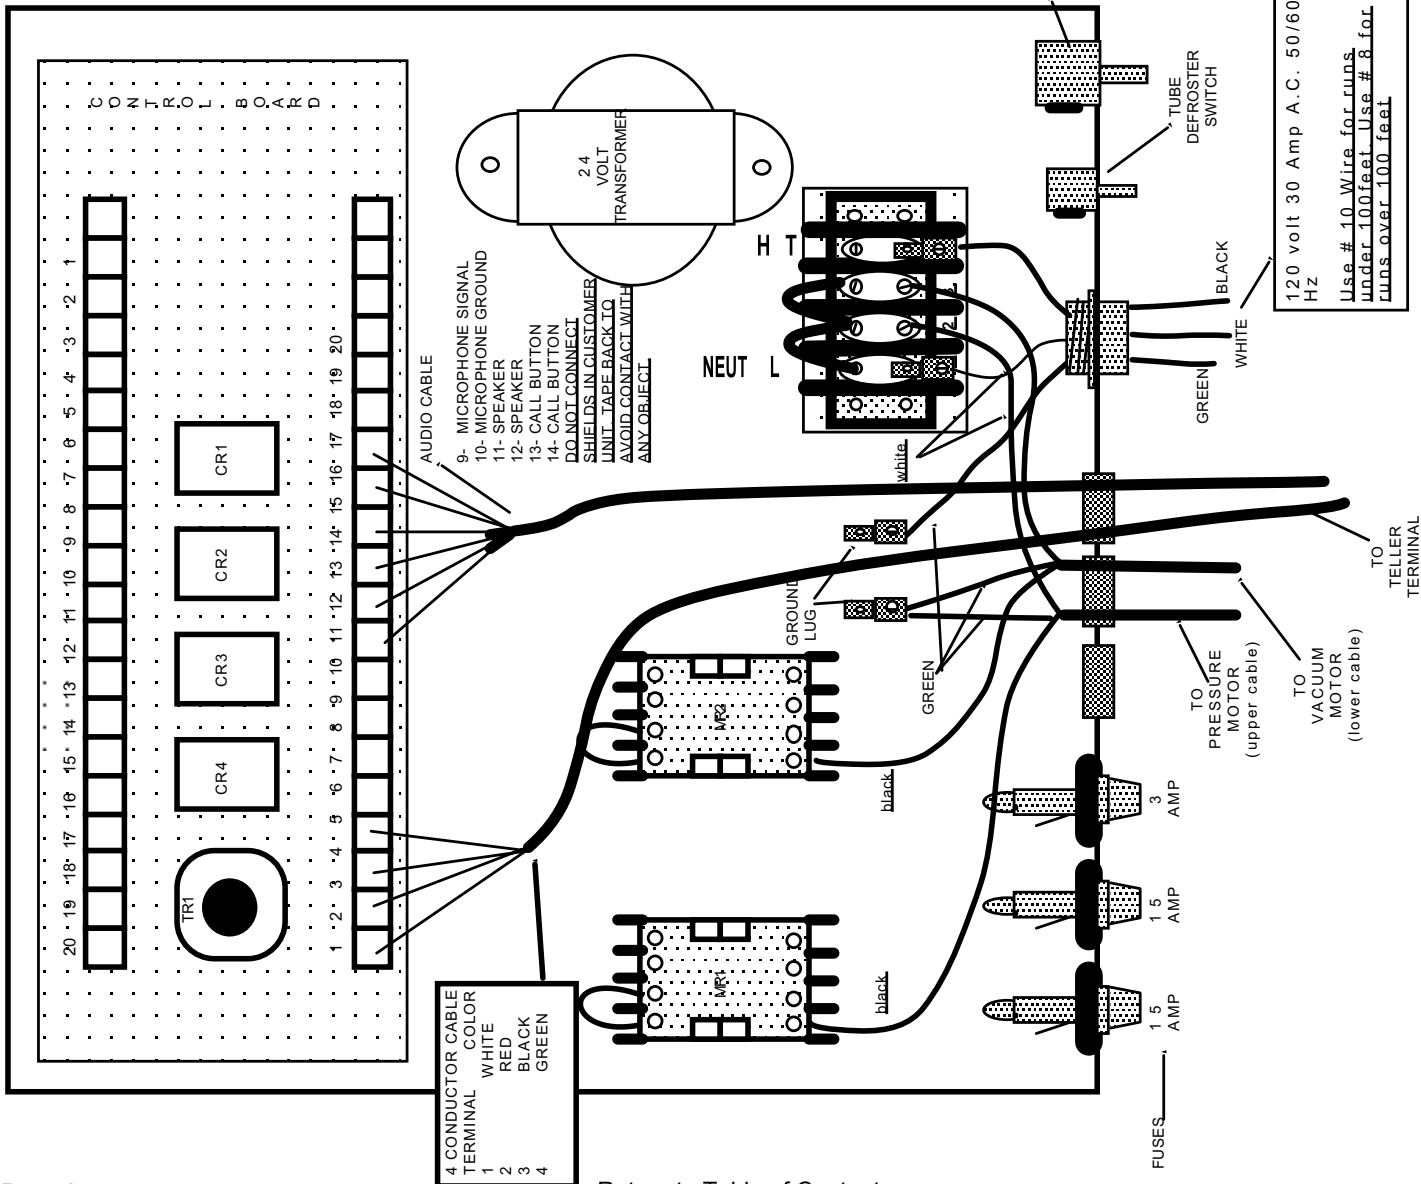 CONTROL BOARD
1
2
3
4
5
6
7
8
9
10
11
12
13
14
15
16
17
18
19
20
CR1
CR2
CR3
CR4
TR1
20
19
18
17
16
15
14
13
12
11
10
9
8
7
6
5
4
3
2
1
24
VOLT
TRANSFORMER
AUDIO CABLE
9- MICROPHONE SIGNAL
10- MICROPHONE GROUND
11- SPEAKER
12- SPEAKER
13- CALL BUTTON
14- CALL BUTTON
DO NOT CONNECT
SHIELDS IN CUSTOMER
UNIT. TAPE BACK TO
AVOID CONTACT WITH
ANY OBJECT.
H T
2
NEUT L
white
GROUND
LUG
GREEN
MR2
black
MR1
black
4 CONDUCTOR CABLE
TERMINAL COLOR
1 WHITE
2 RED
3 BLACK
4 GREEN
TUBE
DEFROSTER
SWITCH
120 volt 30 Amp A.C. 50/60
Hz
Use # 10 Wire for runs
under 100feet. Use # 8 for
runs over 100 feet
BLACK
WHITE
GREEN
TO
TELLER
TERMINAL
TO
VACUUM
MOTOR
(lower cable)
TO
PRESSURE
MOTOR
(upper cable)
3
AMP
15
AMP
15
AMP
FUSES